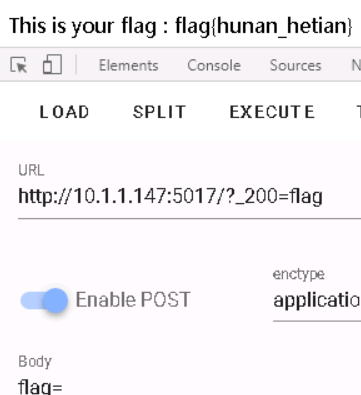 This is your flag : flag{hunan_hetian}
Elements Console Sources
LOAD SPLIT EXECUTE
URL
http://10.1.1.147:5017/?_200=flag
enctype
Enable POST applicatio
Body
flag=